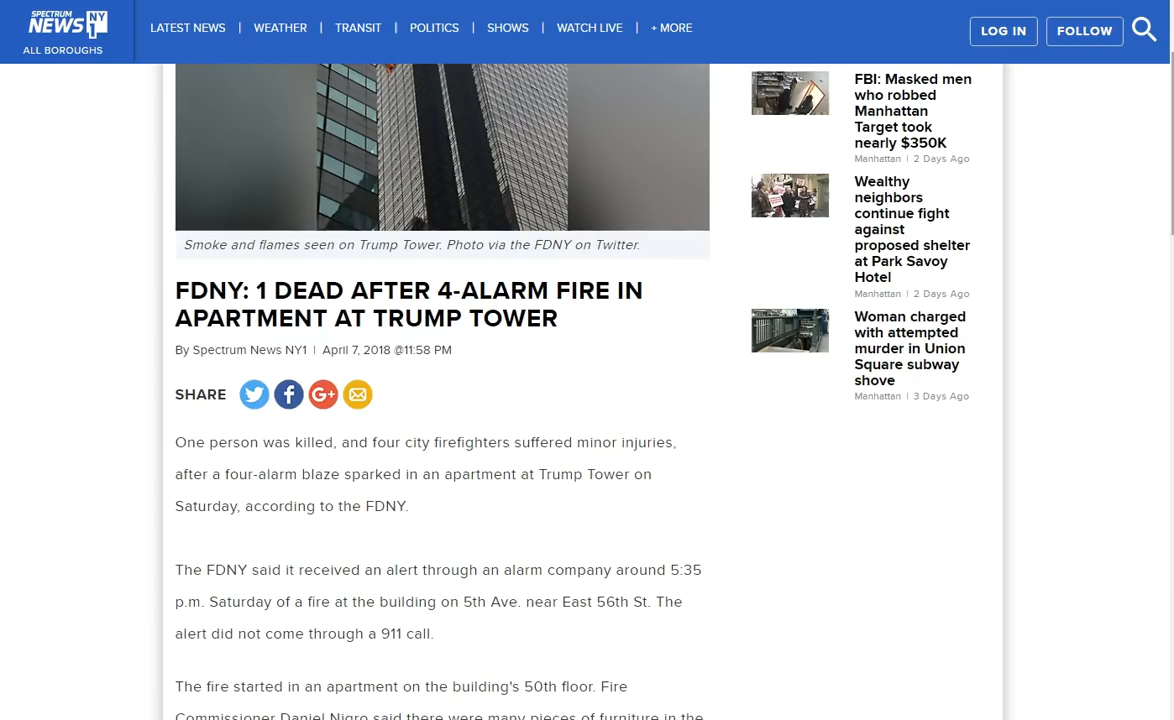 SPECTRUM
NEWS NY
1
ALL BOROUGHS
LATEST NEWS | WEATHER | TRANSIT | POLITICS | SHOWS | WATCH LIVE | + MORE
LOG IN
FOLLOW
Smoke and flames seen on Trump Tower. Photo via the FDNY on Twitter.
FDNY: 1 DEAD AFTER 4-ALARM FIRE IN
APARTMENT AT TRUMP TOWER
By Spectrum News NY1 | April 7, 2018 @11:58 PM
SHARE
One person was killed, and four city firefighters suffered minor injuries,
after a four-alarm blaze sparked in an apartment at Trump Tower on
Saturday, according to the FDNY.
The FDNY said it received an alert through an alarm company around 5:35
p.m. Saturday of a fire at the building on 5th Ave. near East 56th St. The
alert did not come through a 911 call.
The fire started in an apartment on the building's 50th floor. Fire
Commissioner Daniel Nigro said there were many pieces of furniture in the
FBI: Masked men
who robbed
Manhattan
Target took
nearly $350K
Manhattan | 2 Days Ago
Wealthy
neighbors
continue fight
against
proposed shelter
at Park Savoy
Hotel
Manhattan | 2 Days Ago
Woman charged
with attempted
murder in Union
Square subway
shove
Manhattan | 3 Days Ago